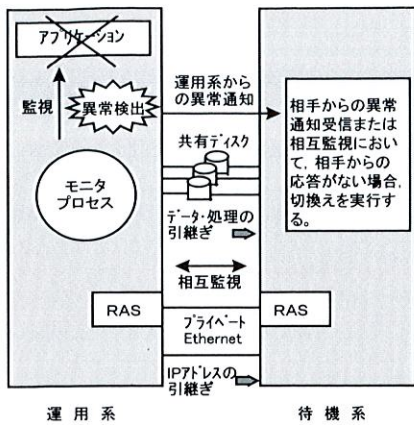 アプリケーション
監視
異常検出
運用系から
の異常通知
共有ディスク
モニタ
プロセス
データ・処理の
引継ぎ
相手からの異常
通知受信または
相互監視におい
て，相手からの
応答がない場合，
切換えを実行す
る。
相互監視
RAS
RAS
プライベート
Ethernet
IPアドレスの
引継ぎ
運用系
待機系